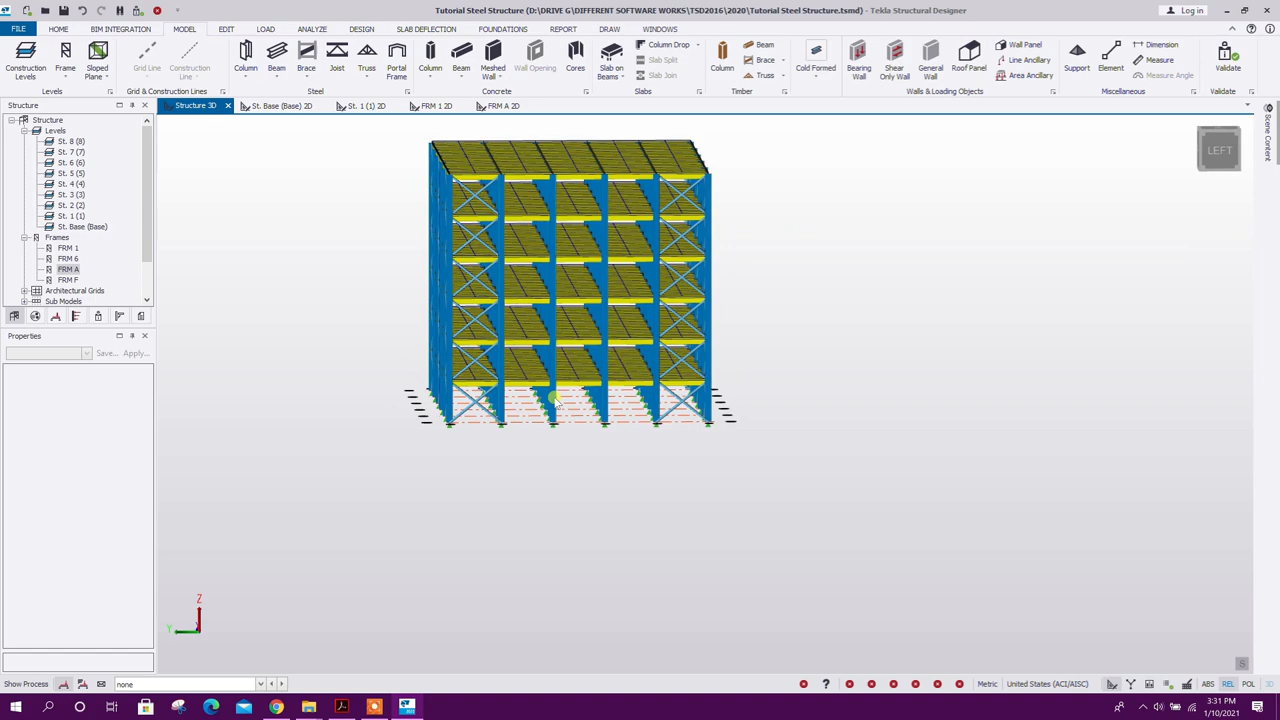 Tutorial Steel Structure (D:\DRIVE G\DIFFERENT SOFTWARE WORKS\TSD2016\2020\Tutorial Steel Structure.tsmd) - Tekla Structural Designer
Log in
FILE HOME BIM INTEGRATION MODEL EDIT LOAD ANALYZE DESIGN SLAB DEFLECTION FOUNDATIONS REPORT DRAW WINDOWS
Construction Levels
Frame
Sloped Plane
Levels
Grid Line
Construction Line
Grid & Construction Lines
Column
Beam
Brace
Joist
Truss
Portal Frame
Steel
Column
Beam
Meshed Wall
Wall Opening
Cores
Concrete
Slab on Beams
Column Drop
Slab Split
Slab Join
Slabs
Column
Beam
Brace
Truss
Timber
Cold Formed
Bearing Wall
Shear Only Wall
General Wall
Roof Panel
Wall Panel
Line Ancillary
Area Ancillary
Walls & Loading Objects
Support
Element
Dimension
Measure
Measure Angle
Miscellaneous
Validate
Validate
Structure
Structure 3D
St. Base (Base) 2D
St. 1 (1) 2D
FRM 1 2D
FRM A 2D
Structure
Levels
St. 8 (8)
St. 7 (7)
St. 6 (6)
St. 5 (5)
St. 4 (4)
St. 3 (3)
St. 2 (2)
St. 1 (1)
St. Base (Base)
Frames
FRM 1
FRM 6
FRM A
FRM F
Architectural Grids
Sub Models
Properties
Save... Apply...
LEFT
Scene Content
Z
Y
S
Show Process
none
Metric
United States (ACI/AISC)
ABS REL POL 3D
3:31 PM
1/10/2021